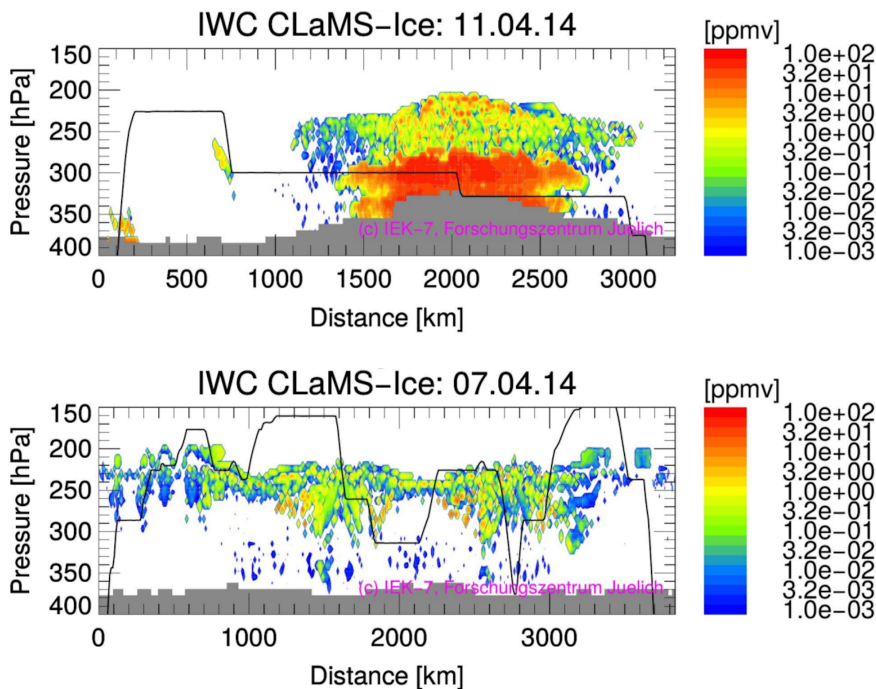 IWC CLaMS-Ice: 11.04.14
[ppmv]
Pressure [hPa]
150
200
250
300
350
400
1.0e+02
3.2e+01
1.0e+01
3.2e+00
1.0e+00
3.2e-01
1.0e-01
3.2e-02
1.0e-02
3.2e-03
1.0e-03
(c) IEK-7, Forschungszentrum Juelich
0 500 1000 1500 2000 2500 3000
Distance [km]
IWC CLaMS-Ice: 07.04.14
[ppmv]
Pressure [hPa]
150
200
250
300
350
400
1.0e+02
3.2e+01
1.0e+01
3.2e+00
1.0e+00
3.2e-01
1.0e-01
3.2e-02
1.0e-02
3.2e-03
1.0e-03
(c) IEK-7, Forschungszentrum Juelich
0 1000 2000 3000
Distance [km]